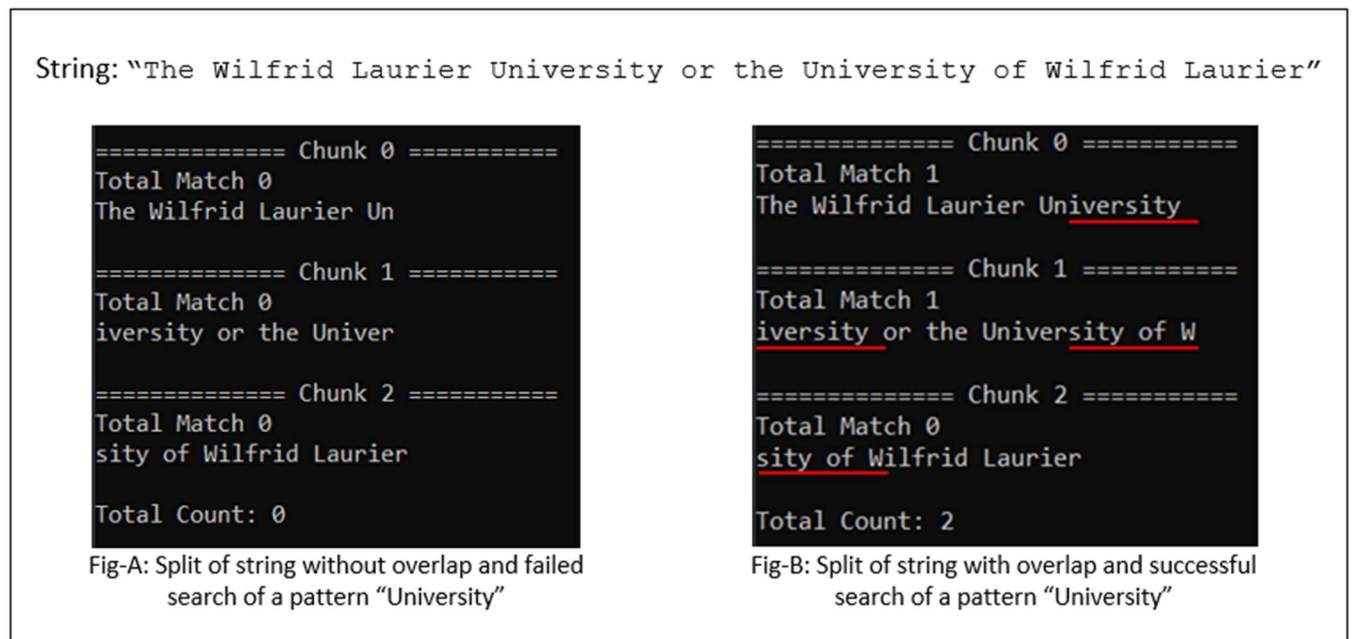 String: “The Wilfrid Laurier University or the University of Wilfrid Laurier”
============== Chunk 0 ===========
Total Match 0
The Wilfrid Laurier Un
============== Chunk 1 ===========
Total Match 0
iversity or the Univer
============== Chunk 2 ===========
Total Match 0
sity of Wilfrid Laurier
Total Count: 0
Fig-A: Split of string without overlap and failed
search of a pattern “University”
============== Chunk 0 ===========
Total Match 1
The Wilfrid Laurier University
============== Chunk 1 ===========
Total Match 1
iversity or the University of W
============== Chunk 2 ===========
Total Match 0
sity of Wilfrid Laurier
Total Count: 2
Fig-B: Split of string with overlap and successful
search of a pattern “University”